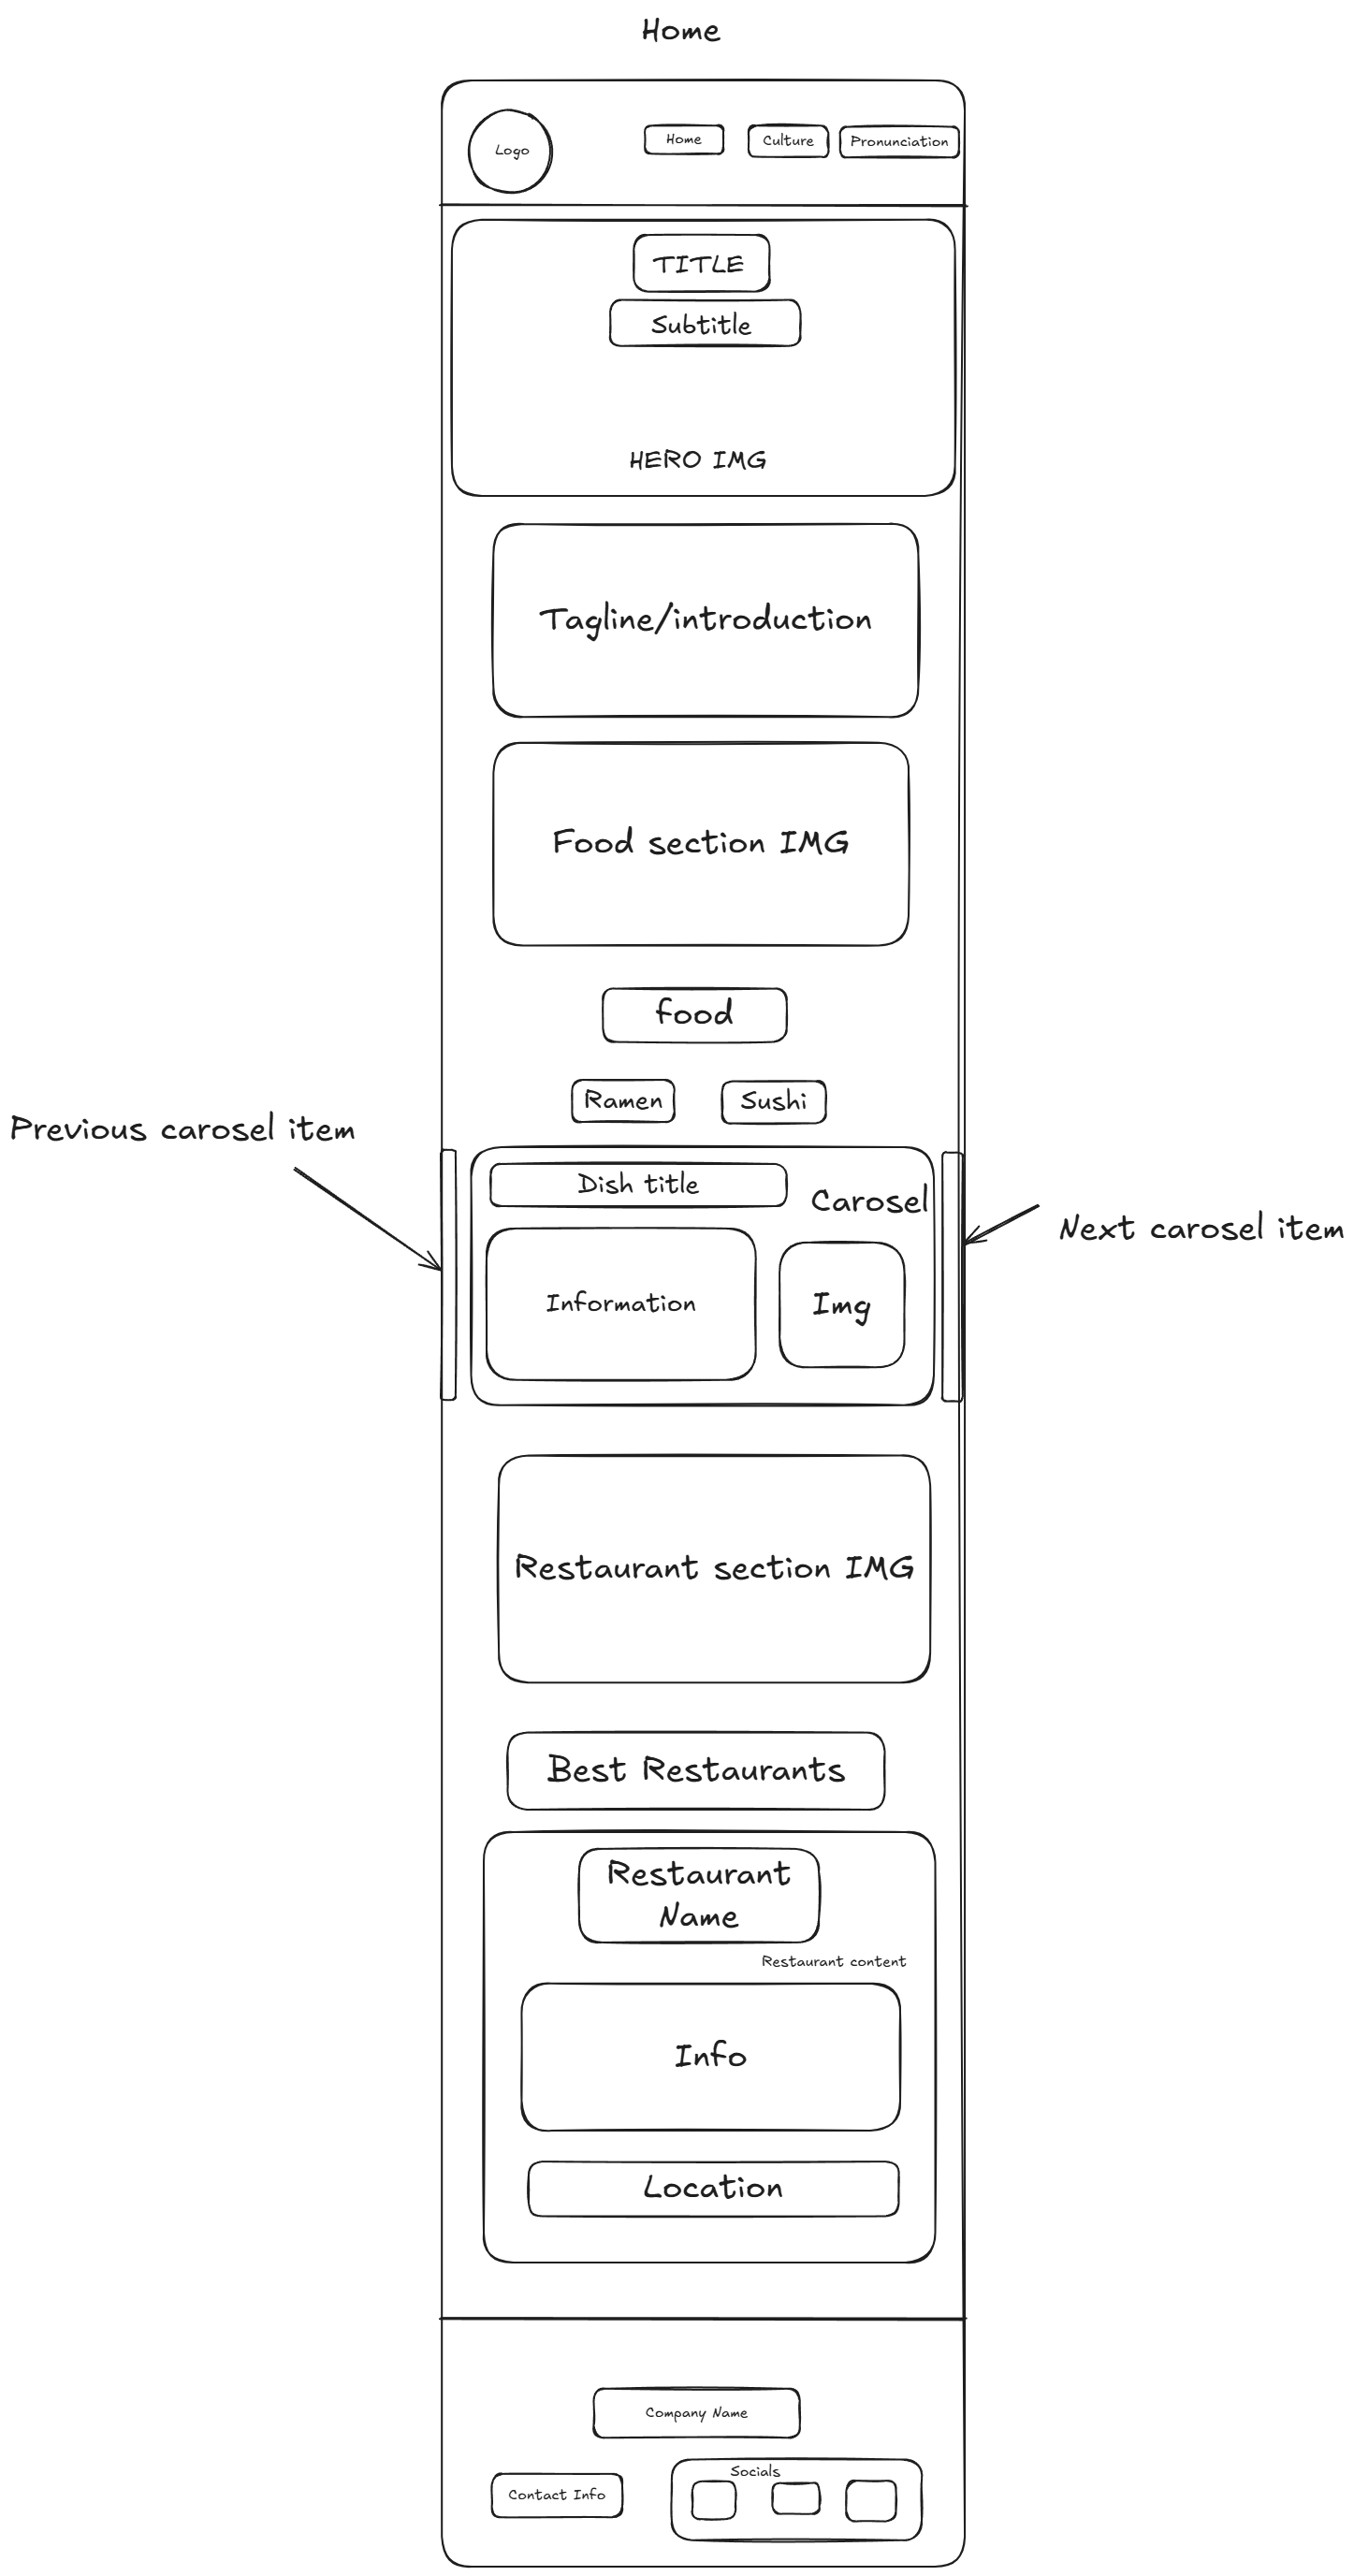 Home
Logo
Home
Culture
Pronunciation
TITLE
Subtitle
HERO IMG
Tagline/introduction
Food section IMG
food
Ramen
Sushi
Previous carosel item
Dish title
Carosel
Next carosel item
Information
Img
Restaurant section IMG
Best Restaurants
Restaurant
Name
Restaurant content
Info
Location
Company Name
Socials
Contact Info